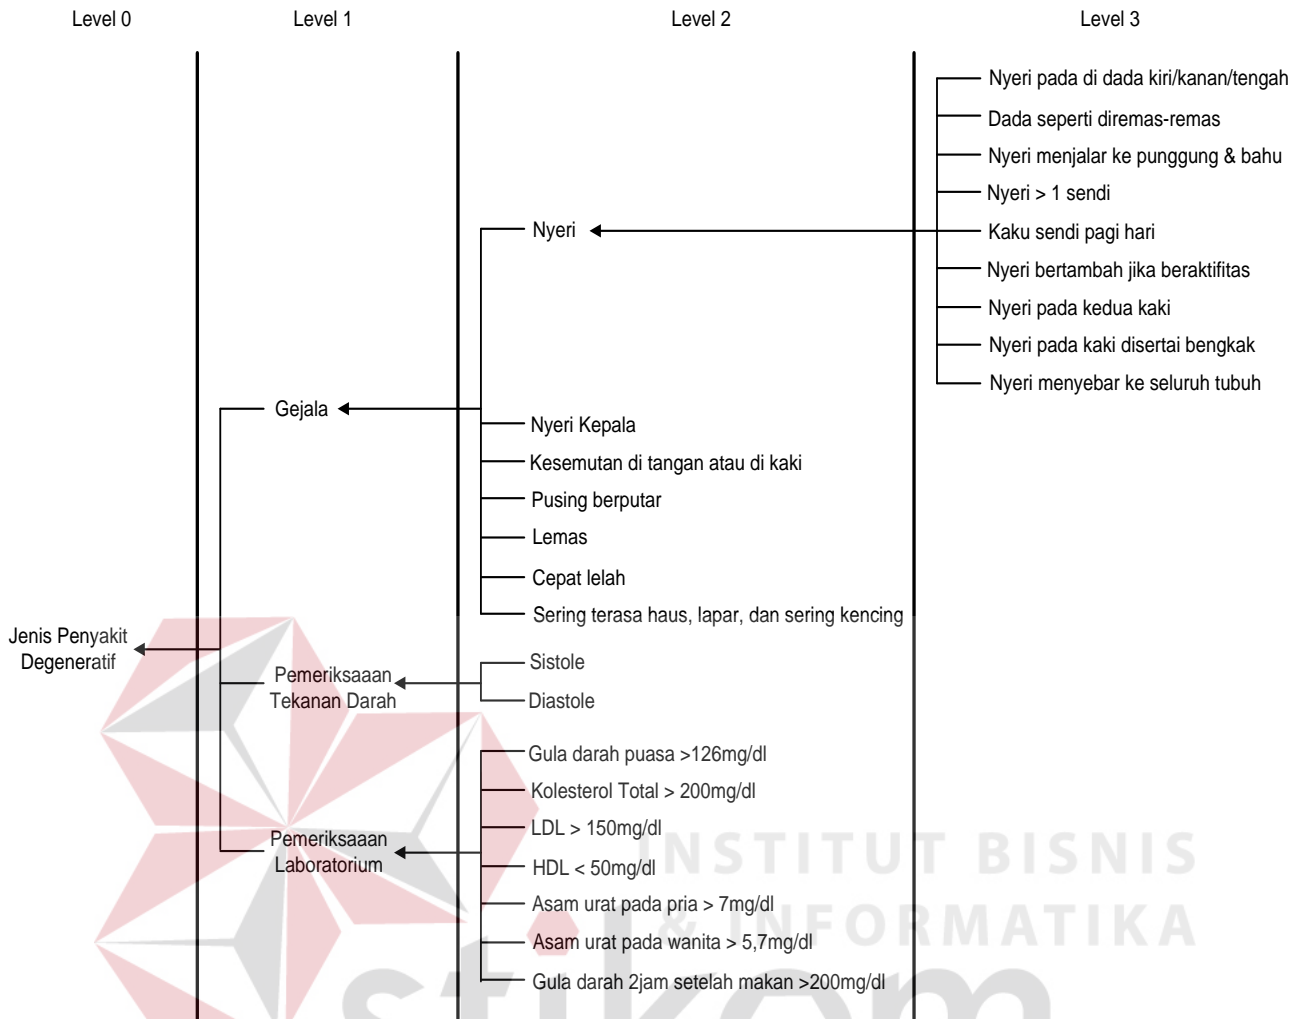 Level 0
Level 1
Level 2
Level 3
Nyeri pada di dada kiri/kanan/tengah
Dada seperti diremas-remas
Nyeri menjalar ke punggung & bahu
Nyeri > 1 sendi
Nyeri
Kaku sendi pagi hari
Nyeri bertambah jika beraktifitas
Nyeri pada kedua kaki
Nyeri pada kaki disertai bengkak
Nyeri menyebar ke seluruh tubuh
Gejala
Nyeri Kepala
Kesemutan di tangan atau di kaki
Pusing berputar
Lemas
Cepat lelah
Sering terasa haus, lapar, dan sering kencing
Jenis Penyakit
Degeneratif
Sistole
Pemeriksaaan
Tekanan Darah
Diastole
Gula darah puasa >126mg/dl
Kolesterol Total > 200mg/dl
LDL > 150mg/dl
Pemeriksaaan
Laboratorium
HDL < 50mg/dl
Asam urat pada pria > 7mg/dl
Asam urat pada wanita > 5,7mg/dl
Gula darah 2jam setelah makan >200mg/dl
INSTITUT BISNIS
& INFORMATIKA
stikom